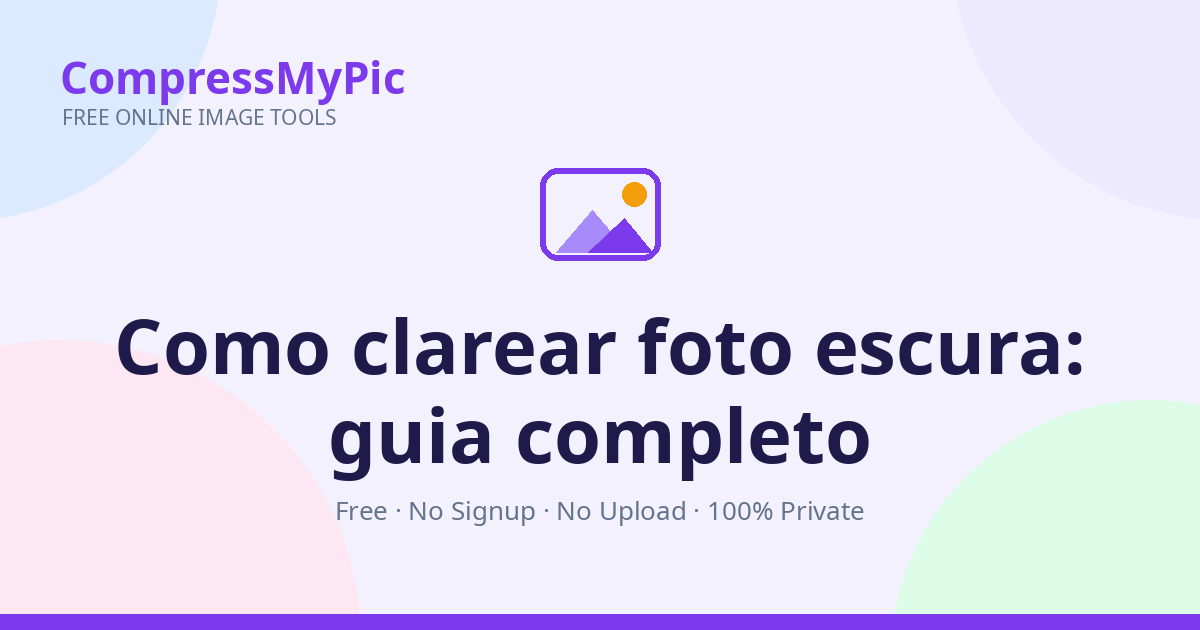 CompressMyPic
FREE ONLINE IMAGE TOOLS
Como clarear foto escura:
guia completo
Free · No Signup · No Upload · 100% Private